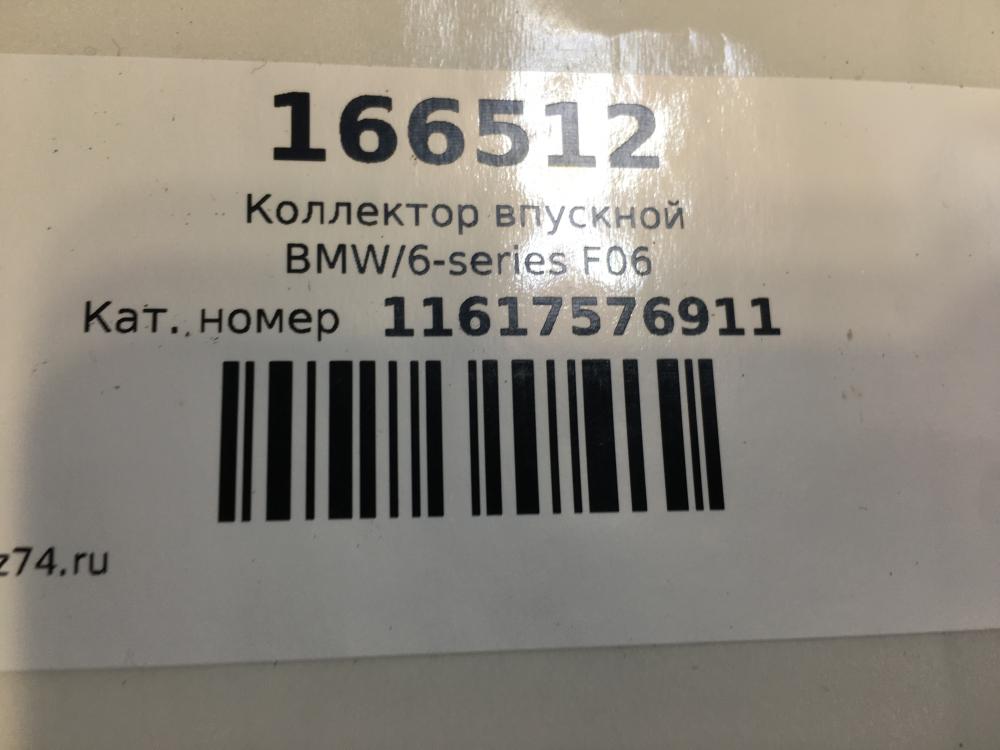 166512
Коллектор впускной
BMW/6-series F06
Кат. номер 11617576911
z74.ru